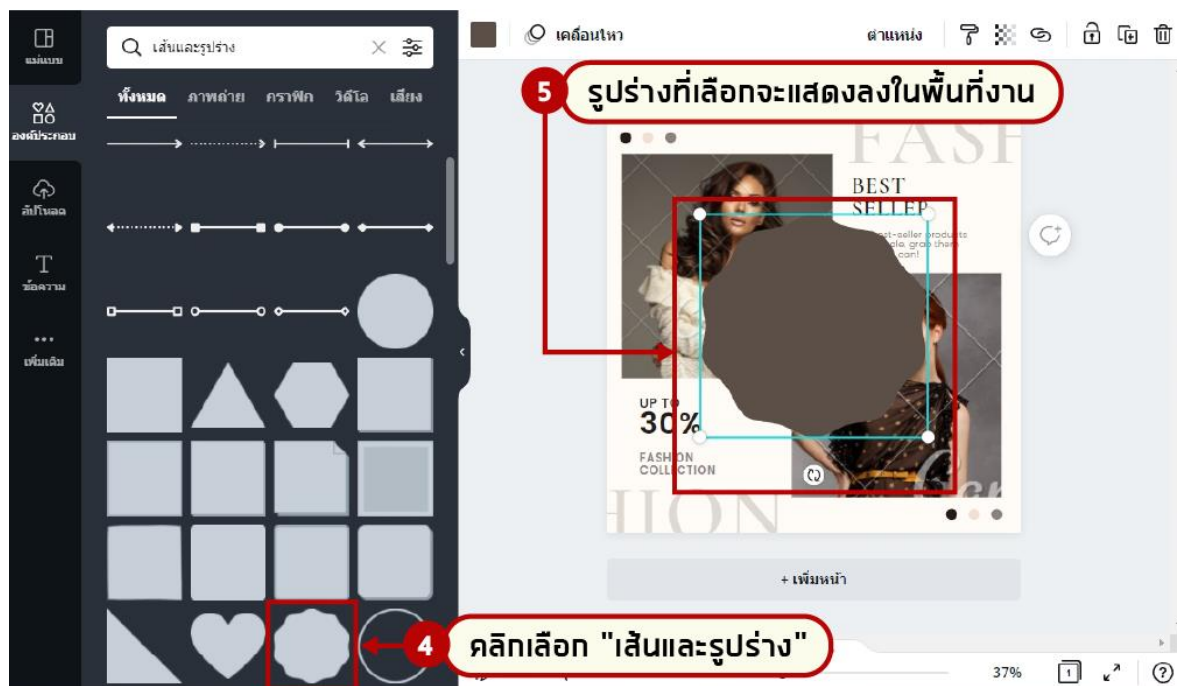 แม่แบบ
องค์ประกอบ
อัปโหลด
T
ข้อความ
เพิ่มเติม
เส้นและรูปร่าง
ทั้งหมด ภาพถ่าย กราฟิก วิดีโอ เสียง
เคลื่อนไหว
ตำแหน่ง
5 รูปร่างที่เลือกจะแสดงลงในพื้นที่งาน
FASH
BEST
SELLER
st-seller products
grab them
can!
UP TO
30%
FASHION
COLLECTION
HION
+ เพิ่มหน้า
4 คลิกเลือก "เส้นและรูปร่าง"
37%
1
?